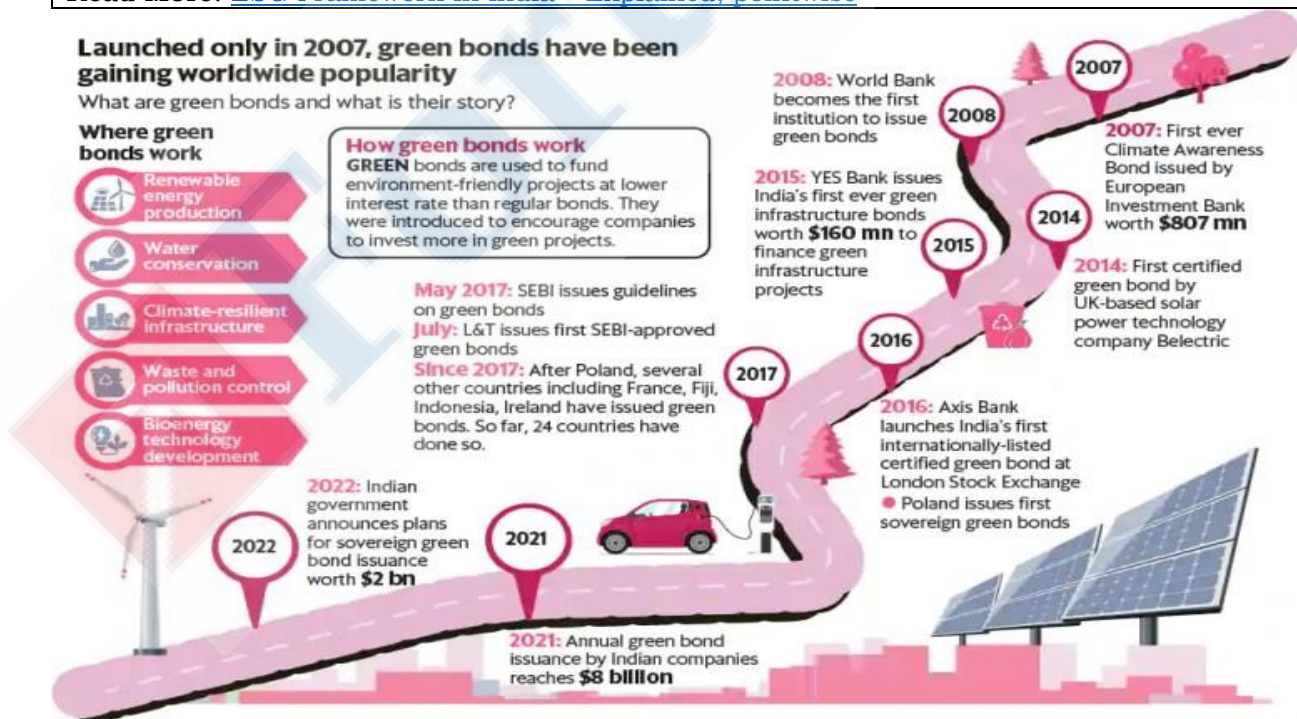 Read More: ESG Framework in India – Explained, pointwise
Launched only in 2007, green bonds have been
gaining worldwide popularity
What are green bonds and what is their story?
Where green
bonds work
Renewable
energy
production
Water
conservation
Climate-resilient
infrastructure
Waste and
pollution control
Bioenergy
technology
development
How green bonds work
GREEN bonds are used to fund
environment-friendly projects at lower
interest rate than regular bonds. They
were introduced to encourage companies
to invest more in green projects.
2007
2007: First ever
Climate Awareness
Bond issued by
European
Investment Bank
worth $807 mn
2008: World Bank
becomes the first
institution to issue
green bonds
2008
2014
2014: First certified
green bond by
UK-based solar
power technology
company Belectric
2015: YES Bank issues
India's first ever green
infrastructure bonds
worth $160 mn to
finance green
infrastructure
projects
2015
2016
2016: Axis Bank
launches India's first
internationally-listed
certified green bond at
London Stock Exchange
● Poland issues first
sovereign green bonds
May 2017: SEBI issues guidelines
on green bonds
July: L&T issues first SEBI-approved
green bonds
Since 2017: After Poland, several
other countries including France, Fiji,
Indonesia, Ireland have issued green
bonds. So far, 24 countries have
done so.
2017
2021
2021: Annual green bond
issuance by Indian companies
reaches $8 billion
2022: Indian
government
announces plans
for sovereign green
bond issuance
worth $2 bn
2022